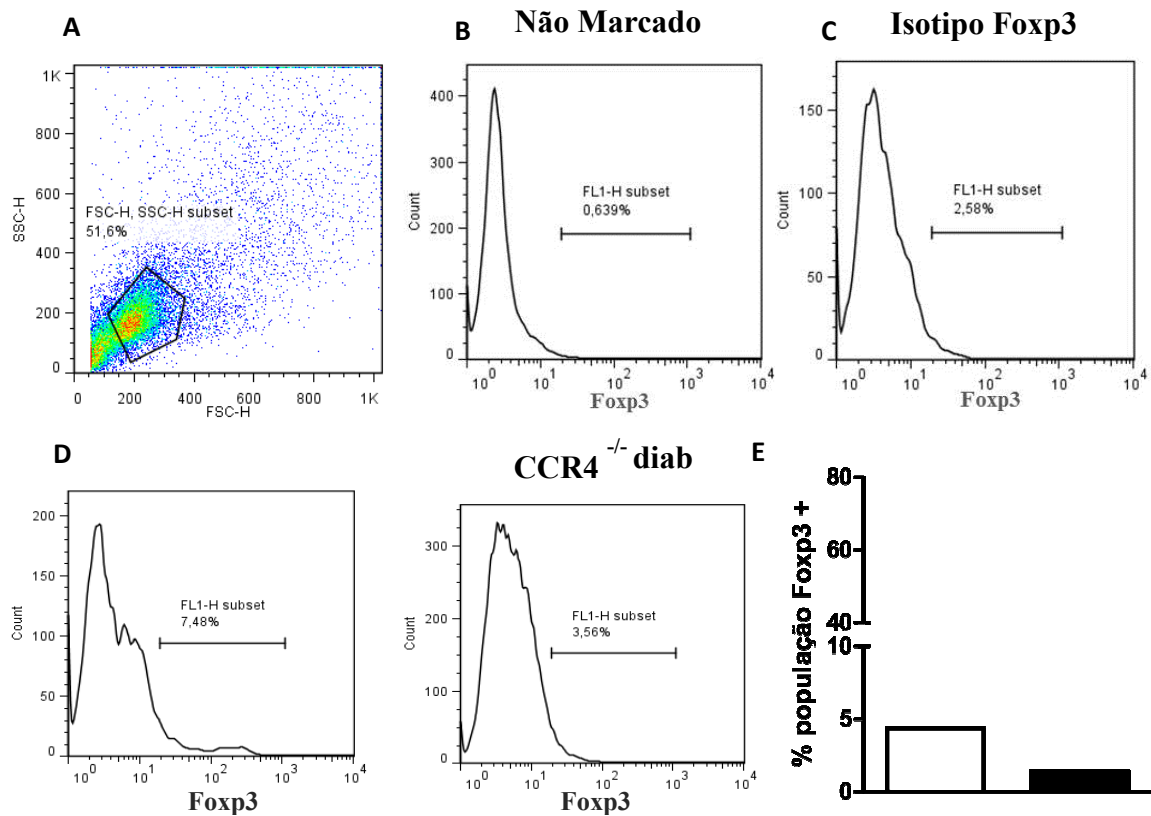 A
1K
800
600
400
200
0
SSC-H
FSC-H, SSC-H subset
51,6%
0 200 400 600 800 1K
FSC-H
B
Não Marcado
400
300
200
100
0
Count
FL1-H subset
0,639%
10^0 10^1 10^2 10^3 10^4
Foxp3
C
Isotipo Foxp3
150
100
50
0
Count
FL1-H subset
2,58%
10^0 10^1 10^2 10^3 10^4
Foxp3
D
200
150
100
50
0
Count
FL1-H subset
7,48%
10^0 10^1 10^2 10^3 10^4
Foxp3
CCR4 -/- diab
300
200
100
0
Count
FL1-H subset
3,56%
10^0 10^1 10^2 10^3 10^4
Foxp3
E
80
60
40
10
5
0
% população Foxp3 +